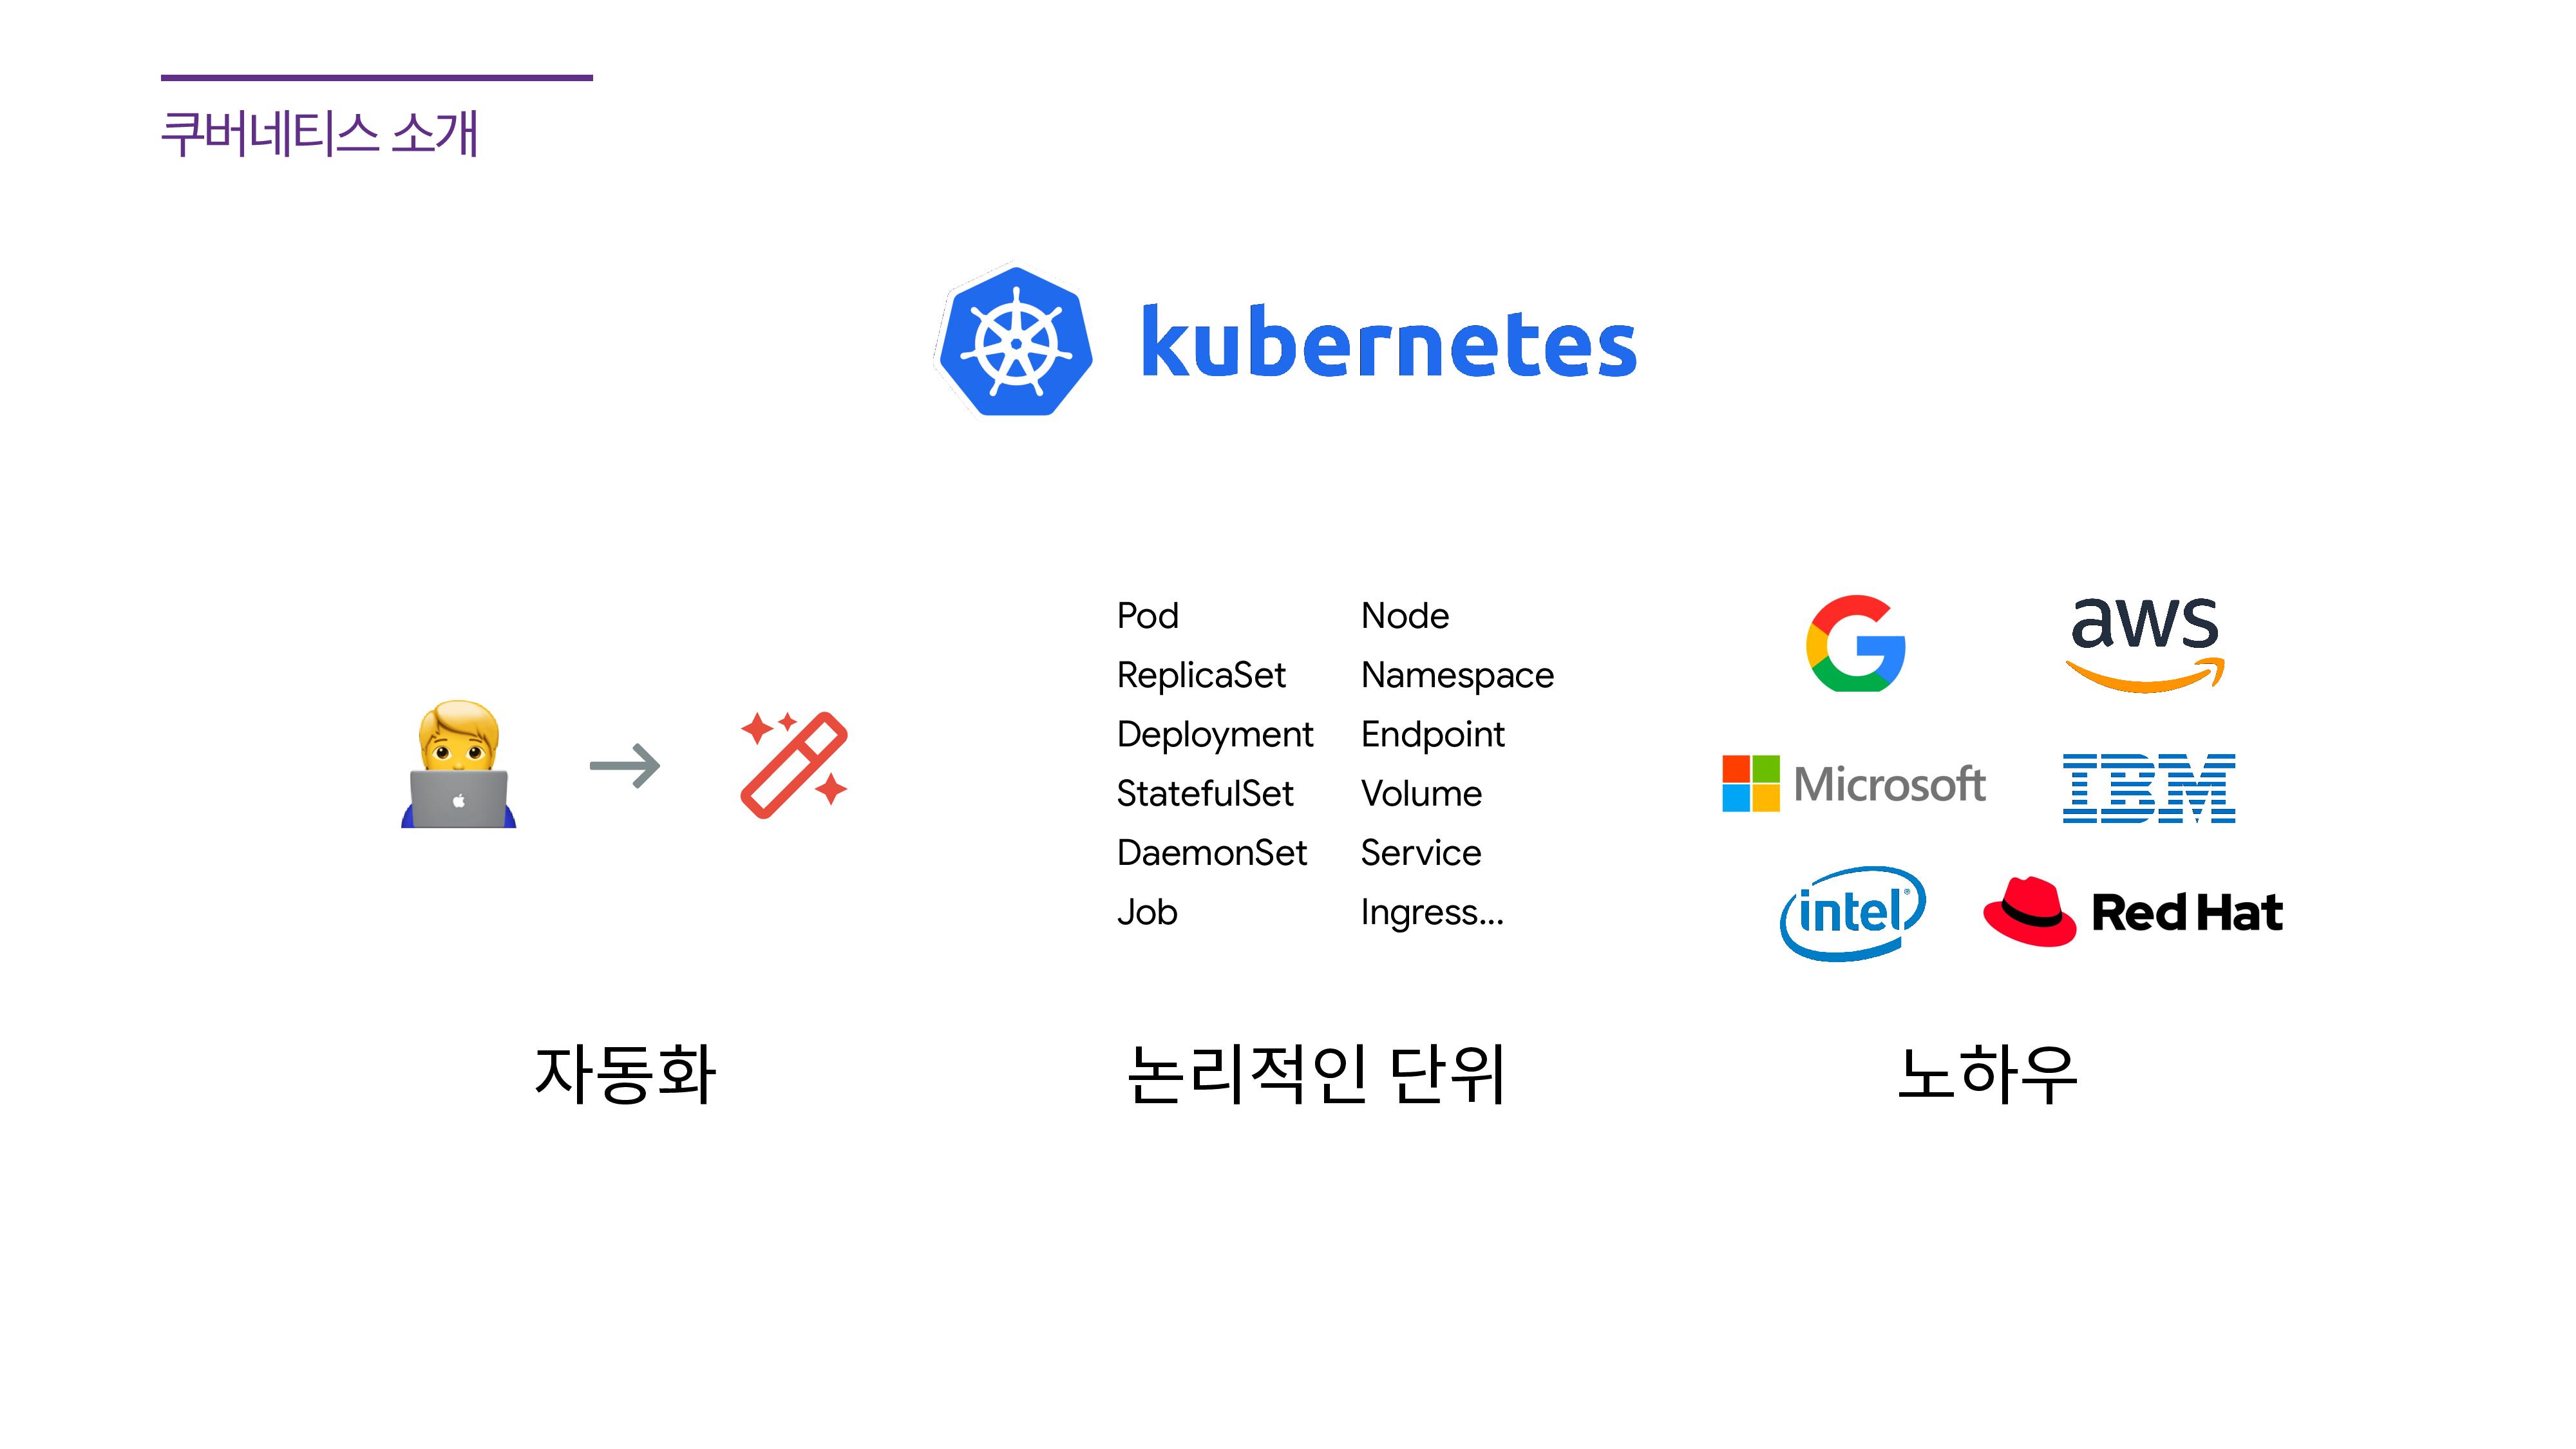 쿠버네티스 소개
kubernetes
Pod
ReplicaSet
Deployment
StatefulSet
DaemonSet
Job
Node
Namespace
Endpoint
Volume
Service
Ingress...
aws
Microsoft
IBM
intel®
Red Hat
자동화
논리적인 단위
노하우